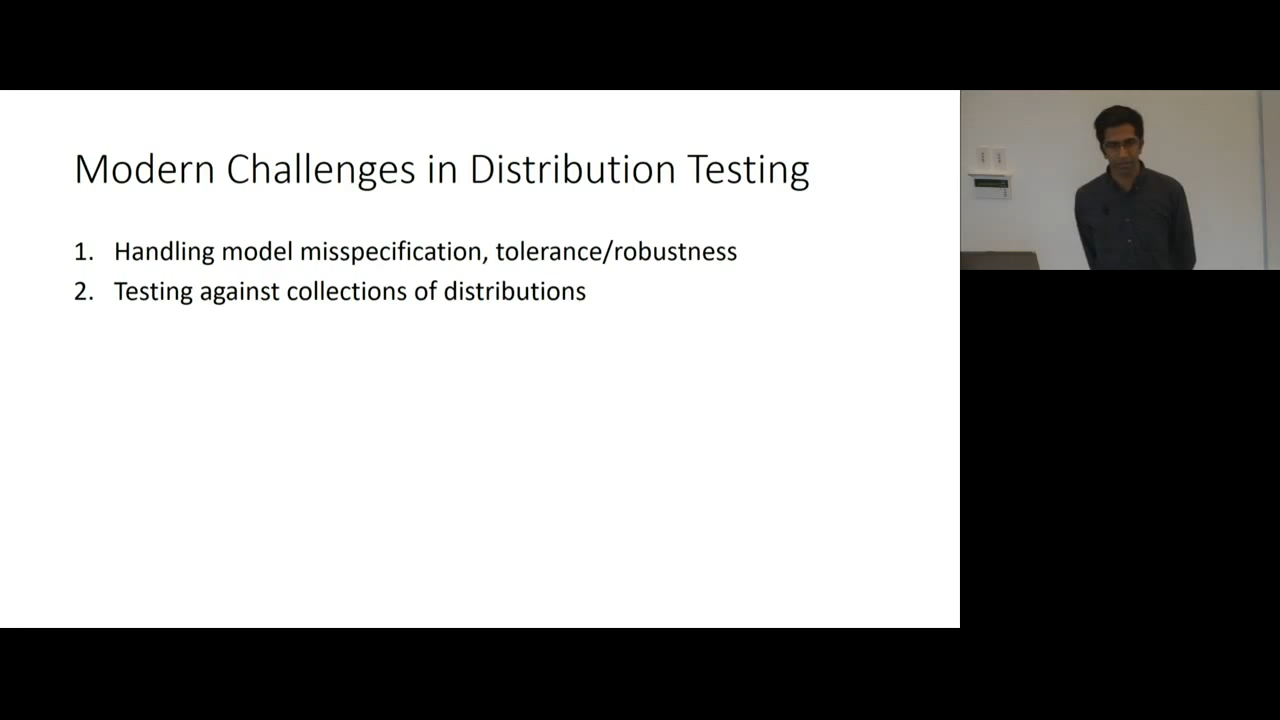 Modern Challenges in Distribution Testing
1. Handling model misspecification, tolerance/robustness
2. Testing against collections of distributions